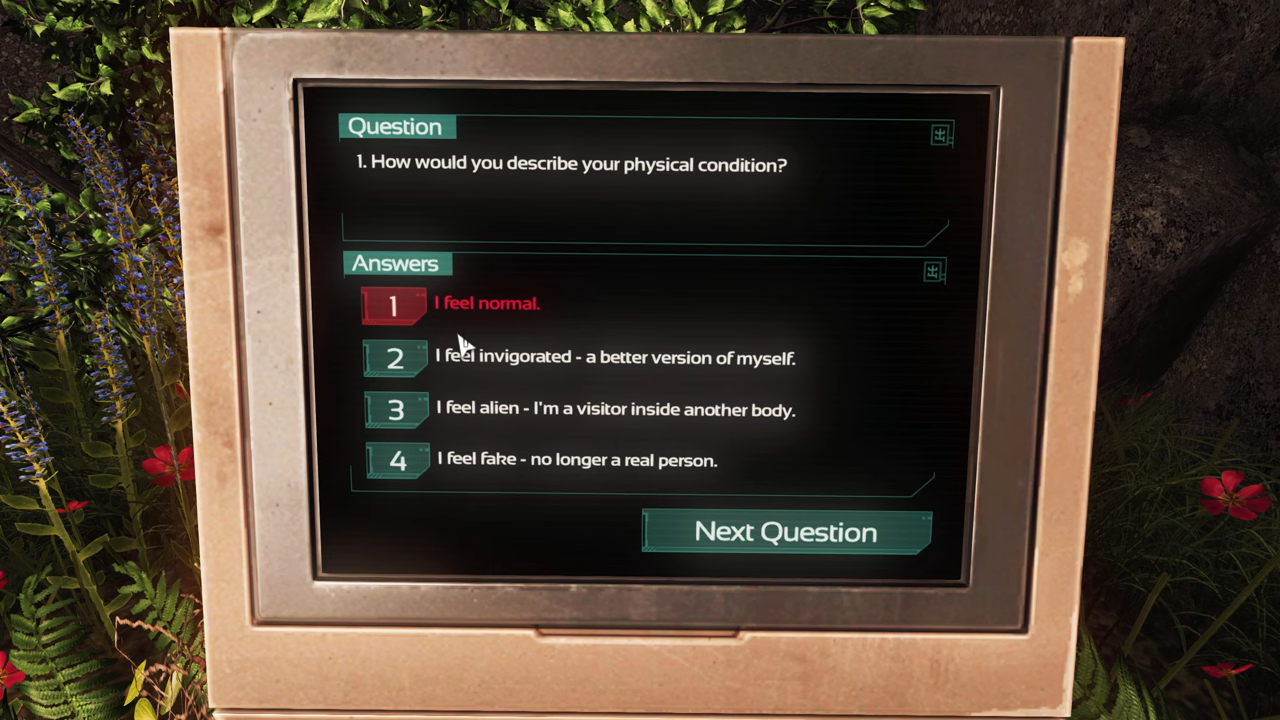 Question
1. How would you describe your physical condition?
Answers
1 I feel normal.
2 I feel invigorated - a better version of myself.
3 I feel alien - I'm a visitor inside another body.
4 I feel fake - no longer a real person.
Next Question